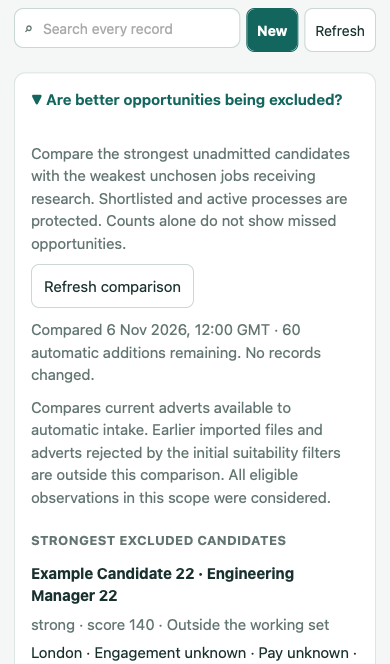 Search every record
New
Refresh
▼ Are better opportunities being excluded?
Compare the strongest unadmitted candidates
with the weakest unchosen jobs receiving
research. Shortlisted and active processes are
protected. Counts alone do not show missed
opportunities.
Refresh comparison
Compared 6 Nov 2026, 12:00 GMT · 60
automatic additions remaining. No records
changed.
Compares current adverts available to
automatic intake. Earlier imported files and
adverts rejected by the initial suitability filters
are outside this comparison. All eligible
observations in this scope were considered.
STRONGEST EXCLUDED CANDIDATES
Example Candidate 22 · Engineering
Manager 22
strong · score 140 · Outside the working set
London · Engagement unknown · Pay unknown ·